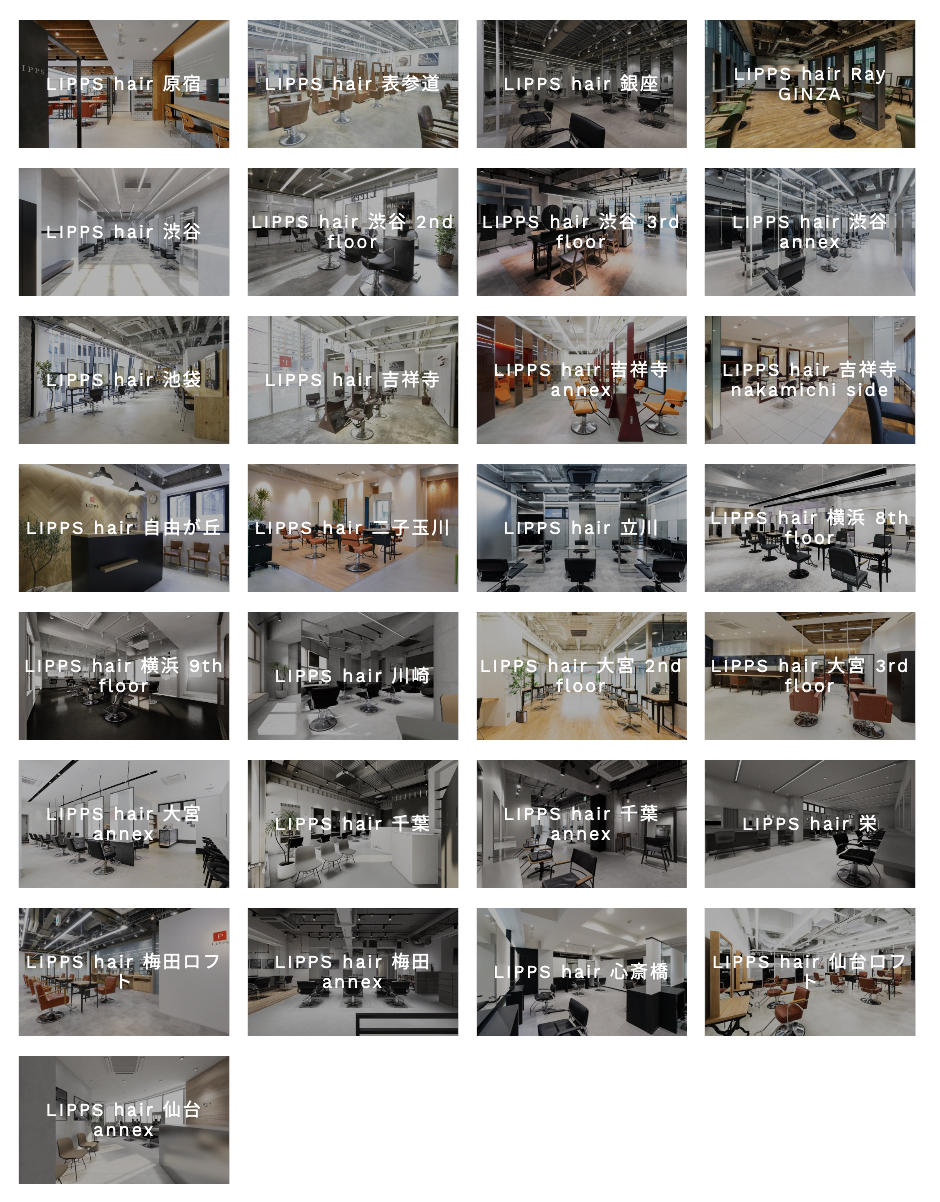 LIPPS hair 原宿
LIPPS hair 表参道
LIPPS hair 銀座
LIPPS hair Ray
GINZA
LIPPS hair 渋谷
LIPPS hair 渋谷 2nd
floor
LIPPS hair 渋谷 3rd
floor
LIPPS hair 渋谷
annex
LIPPS hair 池袋
LIPPS hair 吉祥寺
LIPPS hair 吉祥寺
annex
LIPPS hair 吉祥寺
nakamichi side
LIPPS hair 自由が丘
LIPPS hair 二子玉川
LIPPS hair 立川
LIPPS hair 横浜 8th
floor
LIPPS hair 横浜 9th
floor
LIPPS hair 川崎
LIPPS hair 大宮 2nd
floor
LIPPS hair 大宮 3rd
floor
LIPPS hair 大宮
annex
LIPPS hair 千葉
LIPPS hair 千葉
annex
LIPPS hair 栄
LIPPS hair 梅田ロフ
ト
LIPPS hair 梅田
annex
LIPPS hair 心斎橋
LIPPS hair 仙台ロフ
ト
LIPPS hair 仙台
annex